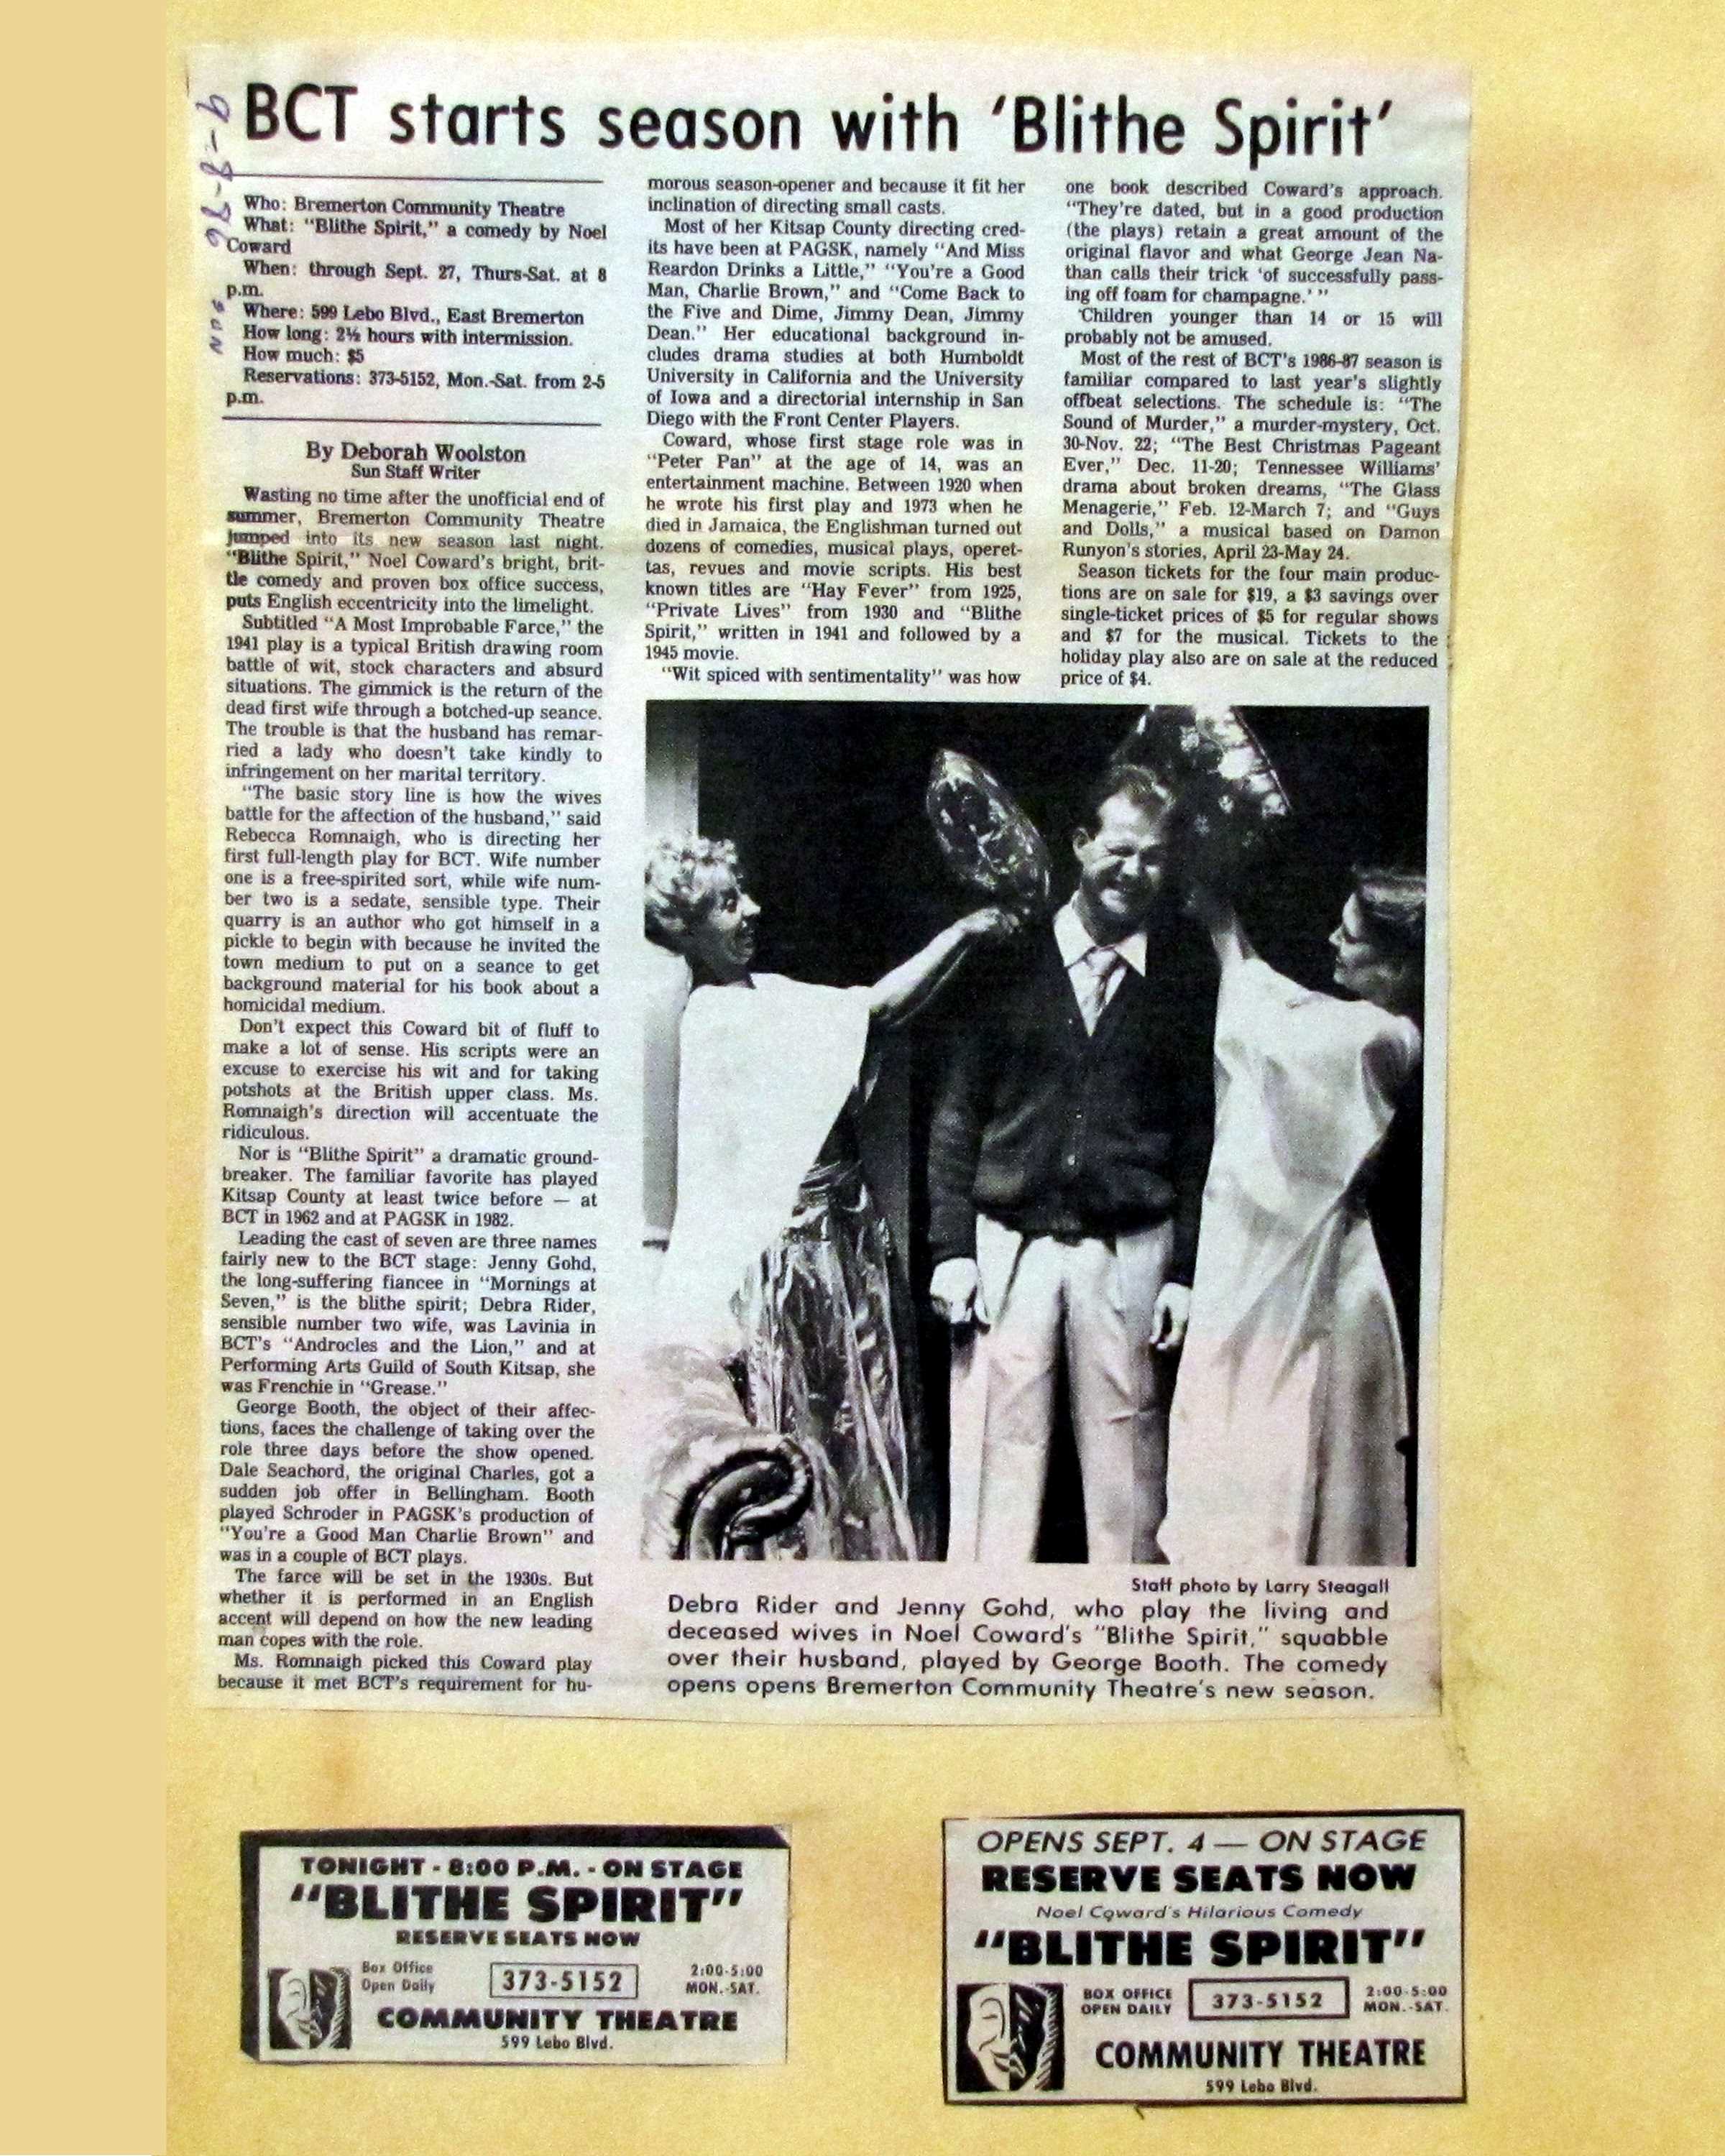 BCT starts season with ‘Blithe Spirit’
9-8-86
Who: Bremerton Community Theatre
What: “Blithe Spirit,” a comedy by Noel
Coward
When: through Sept. 27, Thurs-Sat. at 8
p.m.
Where: 599 Lebo Blvd., East Bremerton
How long: 2½ hours with intermission.
How much: $5
Reservations: 373-5152, Mon.-Sat. from 2-5
p.m.
By Deborah Woolston
Sun Staff Writer
Wasting no time after the unofficial end of
summer, Bremerton Community Theatre
jumped into its new season last night.
“Blithe Spirit,” Noel Coward’s bright, brit-
tle comedy and proven box office success,
puts English eccentricity into the limelight.
Subtitled “A Most Improbable Farce,” the
1941 play is a typical British drawing room
battle of wit, stock characters and absurd
situations. The gimmick is the return of the
dead first wife through a botched-up seance.
The trouble is that the husband has remar-
ried a lady who doesn’t take kindly to
infringement on her marital territory.
“The basic story line is how the wives
battle for the affection of the husband,” said
Rebecca Romnaigh, who is directing her
first full-length play for BCT. Wife number
one is a free-spirited sort, while wife num-
ber two is a sedate, sensible type. Their
quarry is an author who got himself in a
pickle to begin with because he invited the
town medium to put on a seance to get
background material for his book about a
homicidal medium.
Don’t expect this Coward bit of fluff to
make a lot of sense. His scripts were an
excuse to exercise his wit and for taking
potshots at the British upper class. Ms.
Romnaigh’s direction will accentuate the
ridiculous.
Nor is “Blithe Spirit” a dramatic ground-
breaker. The familiar favorite has played
Kitsap County at least twice before — at
BCT in 1962 and at PAGSK in 1982.
Leading the cast of seven are three names
fairly new to the BCT stage: Jenny Gohd,
the long-suffering fiancee in “Mornings at
Seven,” is the blithe spirit; Debra Rider,
sensible number two wife, was Lavinia in
BCT’s “Androcles and the Lion,” and at
Performing Arts Guild of South Kitsap, she
was Frenchie in “Grease.”
George Booth, the object of their affec-
tions, faces the challenge of taking over the
role three days before the show opened.
Dale Seachord, the original Charles, got a
sudden job offer in Bellingham. Booth
played Schroder in PAGSK’s production of
“You’re a Good Man Charlie Brown” and
was in a couple of BCT plays.
The farce will be set in the 1930s. But
whether it is performed in an English
accent will depend on how the new leading
man copes with the role.
Ms. Romnaigh picked this Coward play
because it met BCT’s requirement for hu-
morous season-opener and because it fit her
inclination of directing small casts.
Most of her Kitsap County directing cred-
its have been at PAGSK, namely “And Miss
Reardon Drinks a Little,” “You’re a Good
Man, Charlie Brown,” and “Come Back to
the Five and Dime, Jimmy Dean, Jimmy
Dean.” Her educational background in-
cludes drama studies at both Humboldt
University in California and the University
of Iowa and a directorial internship in San
Diego with the Front Center Players.
Coward, whose first stage role was in
“Peter Pan” at the age of 14, was an
entertainment machine. Between 1920 when
he wrote his first play and 1973 when he
died in Jamaica, the Englishman turned out
dozens of comedies, musical plays, operet-
tas, revues and movie scripts. His best
known titles are “Hay Fever” from 1925,
“Private Lives” from 1930 and “Blithe
Spirit,” written in 1941 and followed by a
1945 movie.
“Wit spiced with sentimentality” was how
one book described Coward’s approach.
“They’re dated, but in a good production
(the plays) retain a great amount of the
original flavor and what George Jean Na-
than calls their trick ‘of successfully pass-
ing off foam for champagne.’ ”
Children younger than 14 or 15 will
probably not be amused.
Most of the rest of BCT’s 1986-87 season is
familiar compared to last year’s slightly
offbeat selections. The schedule is: “The
Sound of Murder,” a murder-mystery, Oct.
30-Nov. 22; “The Best Christmas Pageant
Ever,” Dec. 11-20; Tennessee Williams’
drama about broken dreams, “The Glass
Menagerie,” Feb. 12-March 7; and “Guys
and Dolls,” a musical based on Damon
Runyon’s stories, April 23-May 24.
Season tickets for the four main produc-
tions are on sale for $19, a $3 savings over
single-ticket prices of $5 for regular shows
and $7 for the musical. Tickets to the
holiday play also are on sale at the reduced
price of $4.
Staff photo by Larry Steagall
Debra Rider and Jenny Gohd, who play the living and
deceased wives in Noel Coward’s “Blithe Spirit,” squabble
over their husband, played by George Booth. The comedy
opens opens Bremerton Community Theatre’s new season.
TONIGHT - 8:00 P.M. - ON STAGE
“BLITHE SPIRIT”
RESERVE SEATS NOW
Box Office
Open Daily
373-5152
2:00-5:00
MON.-SAT.
COMMUNITY THEATRE
599 Lebo Blvd.
OPENS SEPT. 4 — ON STAGE
RESERVE SEATS NOW
Noel Coward’s Hilarious Comedy
“BLITHE SPIRIT”
BOX OFFICE
OPEN DAILY
373-5152
2:00-5:00
MON.-SAT.
COMMUNITY THEATRE
599 Lebo Blvd.